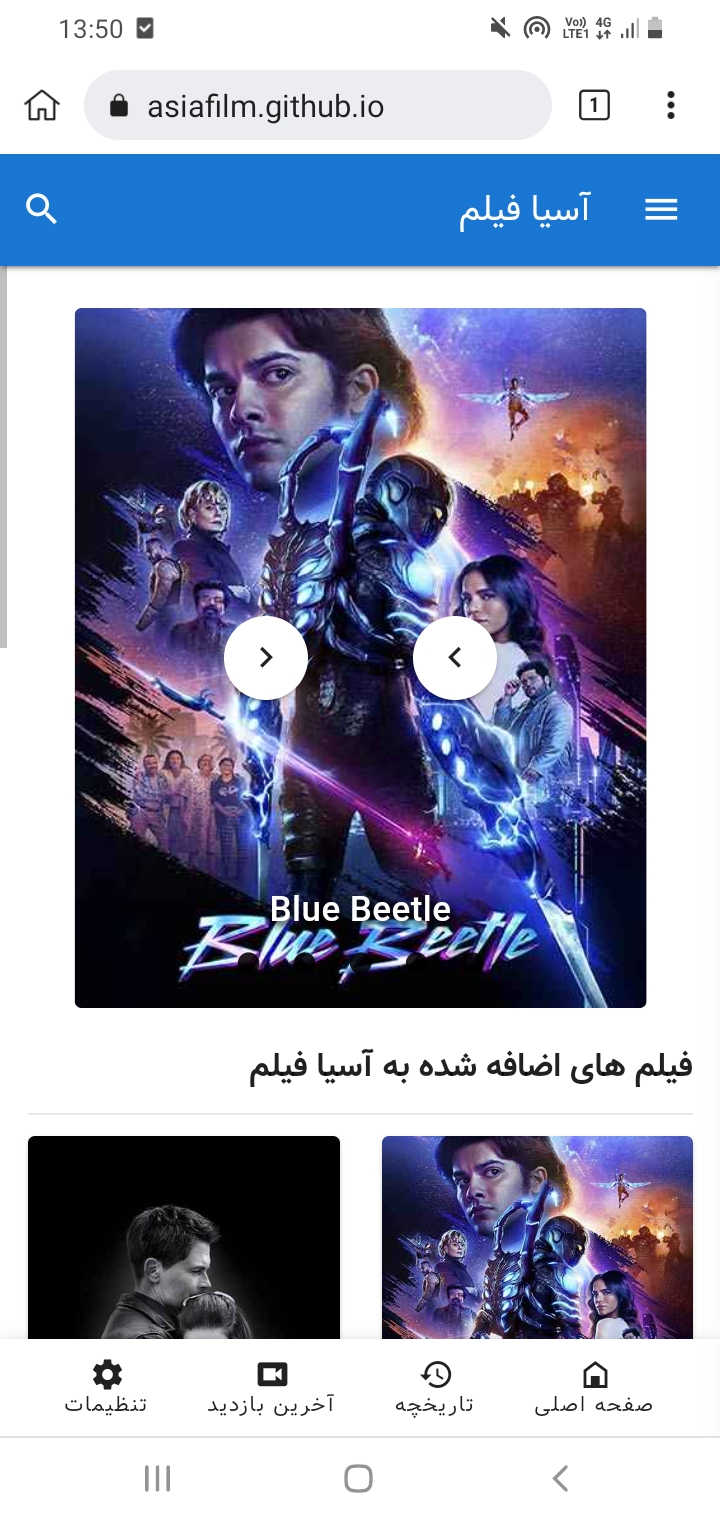 13:50
Vo)) 4G
LTE1
asiafilm.github.io
1
آسیا فیلم
Blue Beetle
Blue Beetle
فیلم های اضافه شده به آسیا فیلم
صفحه اصلی
تاریخچه
آخرین بازدید
تنظیمات